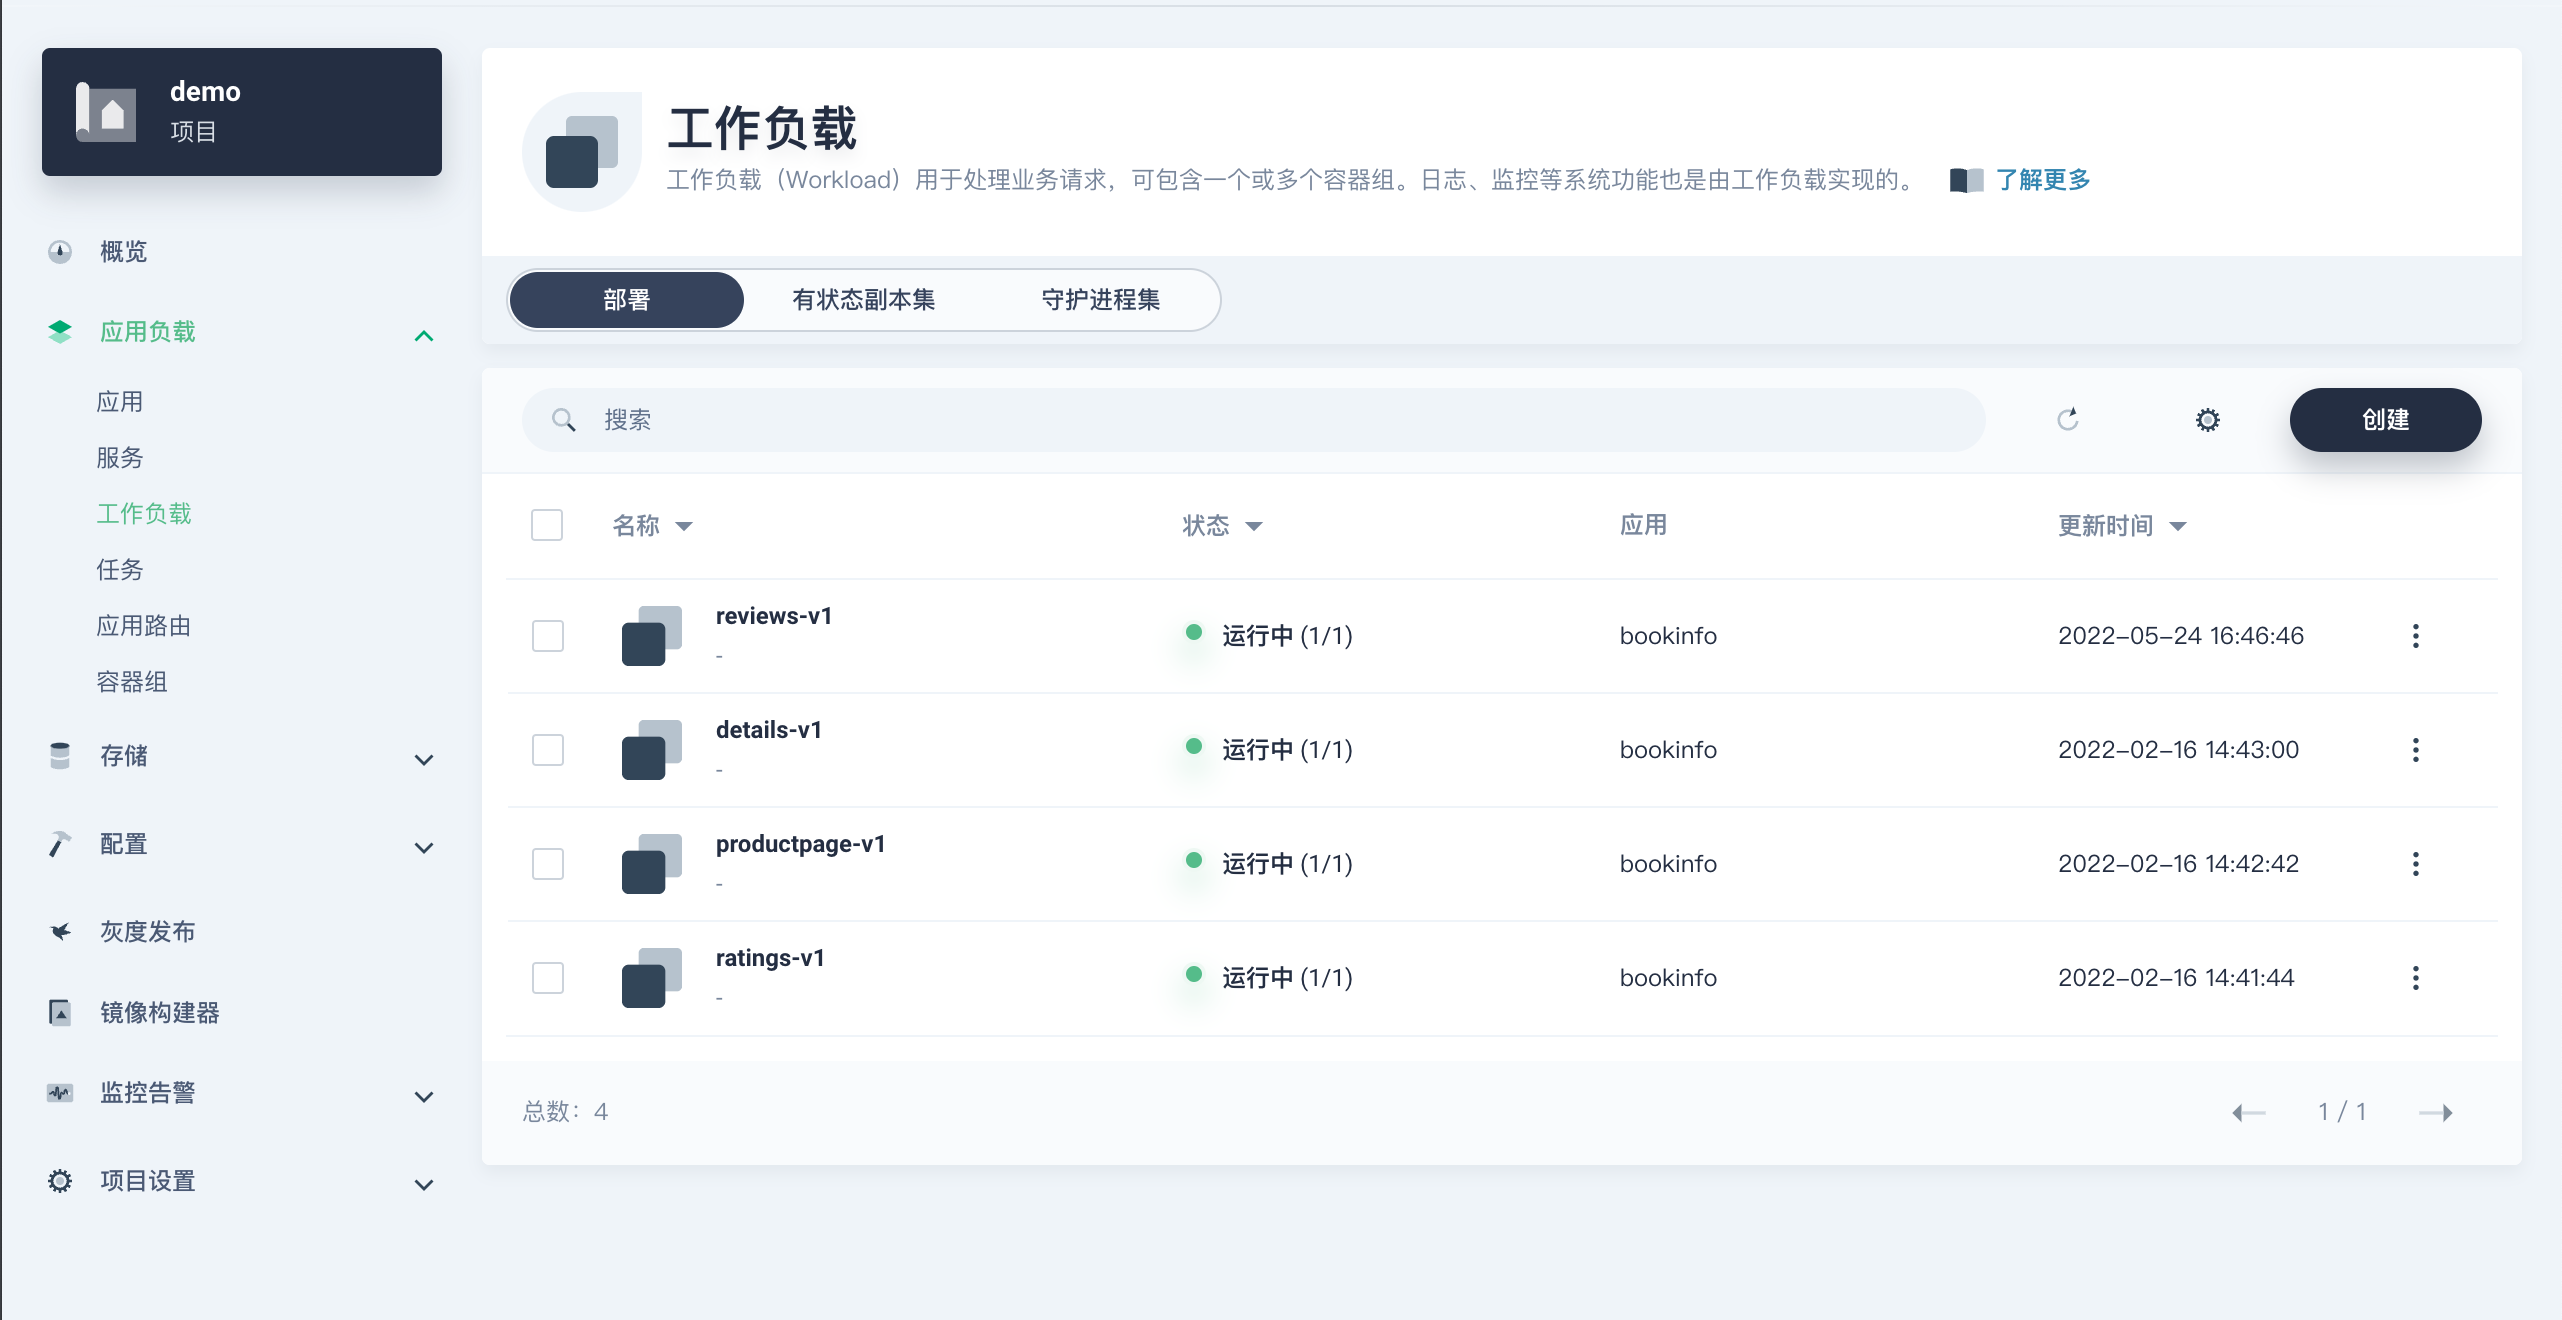 demo
项目
概览
应用负载
应用
服务
工作负载
任务
应用路由
容器组
存储
配置
灰度发布
镜像构建器
监控告警
项目设置
工作负载
工作负载（Workload）用于处理业务请求，可包含一个或多个容器组。日志、监控等系统功能也是由工作负载实现的。 了解更多
部署 有状态副本集 守护进程集
搜索 创建
名称 状态 应用 更新时间
reviews-v1
-
运行中 (1/1) bookinfo 2022-05-24 16:46:46
details-v1
-
运行中 (1/1) bookinfo 2022-02-16 14:43:00
productpage-v1
-
运行中 (1/1) bookinfo 2022-02-16 14:42:42
ratings-v1
-
运行中 (1/1) bookinfo 2022-02-16 14:41:44
总数：4 1 / 1